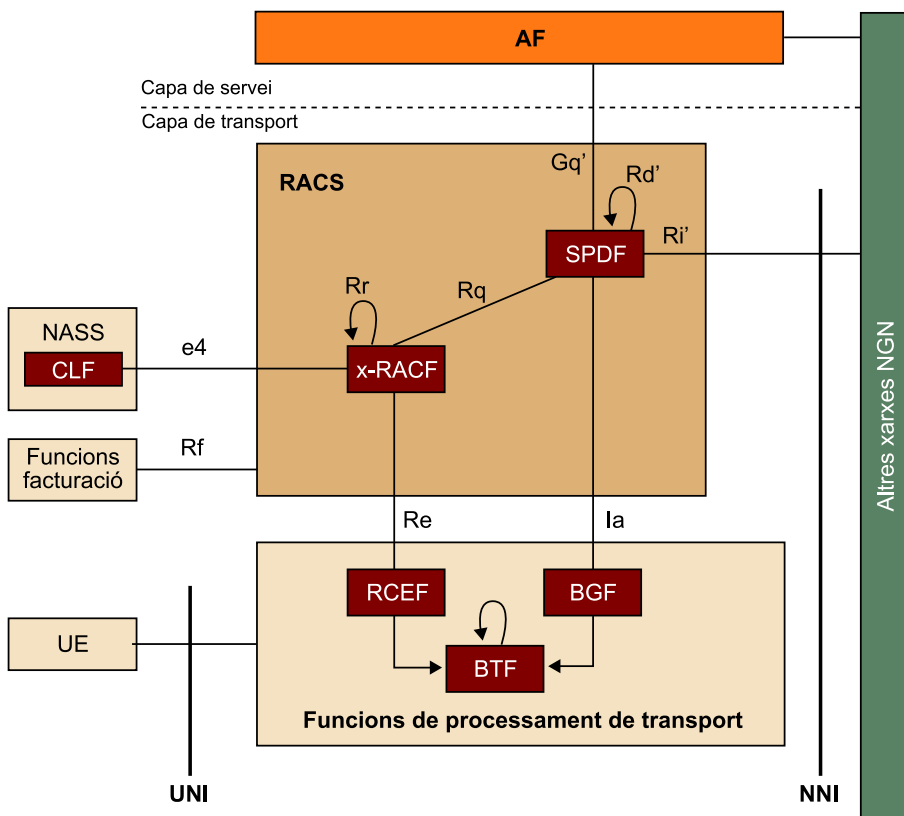 AF
Capa de servei
Capa de transport
RACS
Gq’
Rd’
SPDF
Ri’
Rr
Rq
NASS
CLF
e4
x-RACF
Funcions
facturació
Rf
Re
Ia
RCEF
BGF
UE
BTF
Funcions de processament de transport
UNI
NNI
Altres xarxes NGN